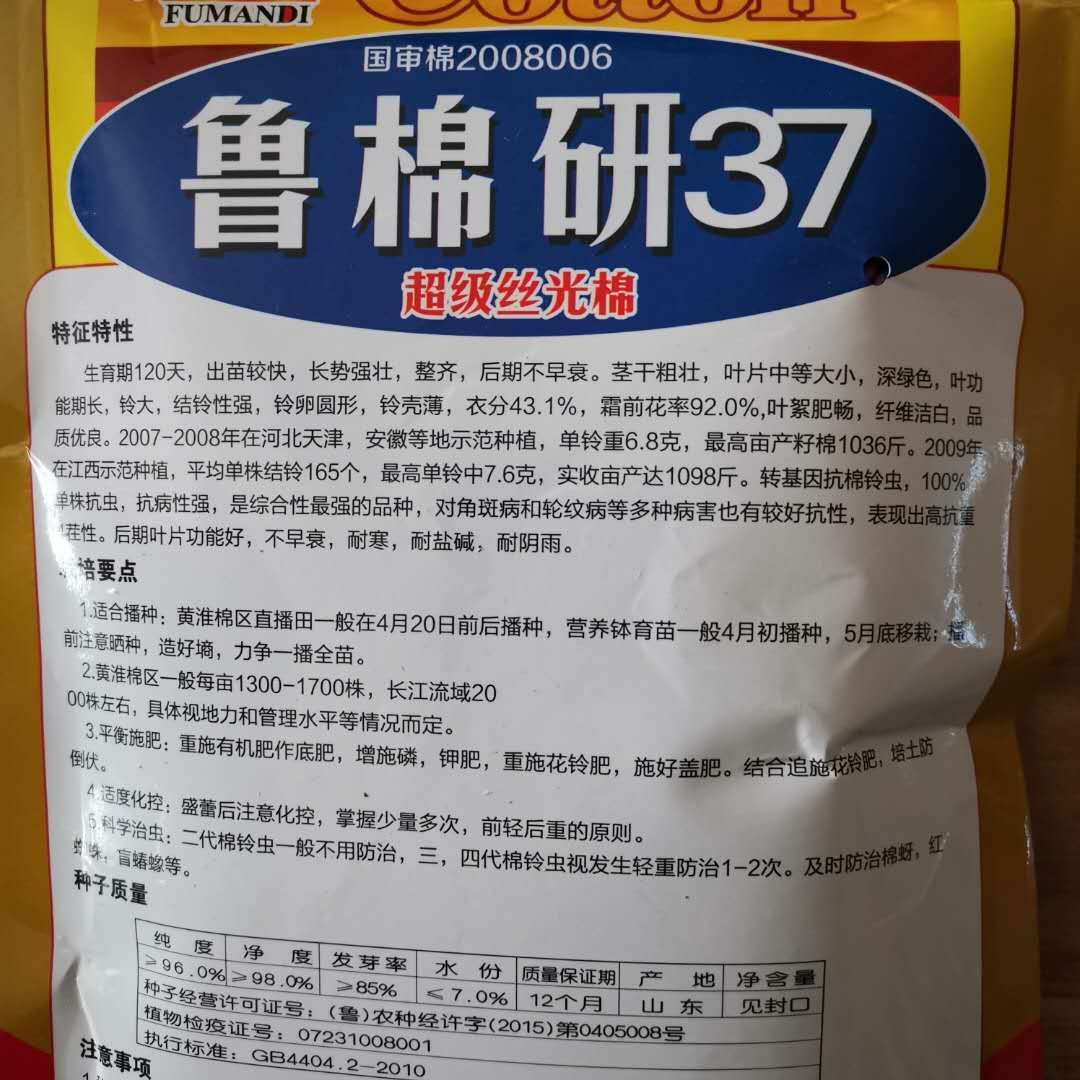 Cotton
FUMANDI
国审棉2008006
鲁棉研37
超级丝光棉
特征特性
生育期120天，出苗较快，长势强壮，整齐，后期不早衰。茎干粗壮，叶片中等大小，深绿色，叶功
能期长，铃大，结铃性强，铃卵圆形，铃壳薄，衣分43.1%，霜前花率92.0%,叶絮肥畅，纤维洁白，品
质优良。2007-2008年在河北天津，安徽等地示范种植，单铃重6.8克，最高亩产籽棉1036斤。2009年
在江西示范种植，平均单株结铃165个，最高单铃中7.6克，实收亩产达1098斤。转基因抗棉铃虫，100%
单株抗虫，抗病性强，是综合性最强的品种，对角斑病和轮纹病等多种病害也有较好抗性，表现出高抗重
茬性。后期叶片功能好，不早衰，耐寒，耐盐碱，耐阴雨。
培要点
1.适合播种：黄淮棉区直播田一般在4月20日前后播种，营养钵育苗一般4月初播种，5月底移栽；播
前注意晒种，造好墒，力争一播全苗。
2.黄淮棉区一般每亩1300-1700株，长江流域20
00株左右，具体视地力和管理水平等情况而定。
3.平衡施肥：重施有机肥作底肥，增施磷，钾肥，重施花铃肥，施好盖肥。结合追施花铃肥，培土防
倒伏。
4.适度化控：盛蕾后注意化控，掌握少量多次，前轻后重的原则。
5.科学治虫：二代棉铃虫一般不用防治，三，四代棉铃虫视发生轻重防治1-2次。及时防治棉蚜，红
蜘蛛，盲蝽蟓等。
种子质量
纯度 净度 发芽率 水份 质量保证期 产地 净含量
≥96.0% ≥98.0% ≥85% ≤7.0% 12个月 山东 见封口
种子经营许可证号：(鲁)农种经许字(2015)第0405008号
植物检疫证号：07231008001
执行标准：GB4404.2-2010
注意事项